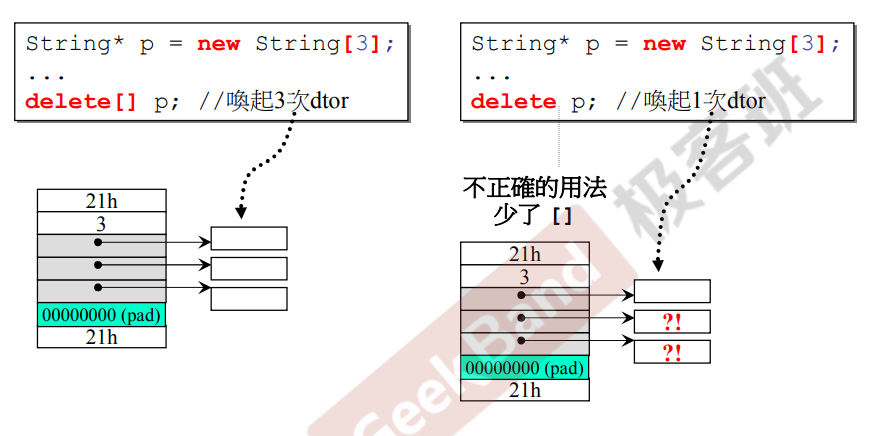 String* p = new String[3];
...
delete[] p; //喚起3次dtor
21h
3
00000000 (pad)
21h
String* p = new String[3];
...
delete p; //喚起1次dtor
不正確的用法
少了 []
21h
3
?!
?!
00000000 (pad)
21h
GeekBand 极客班